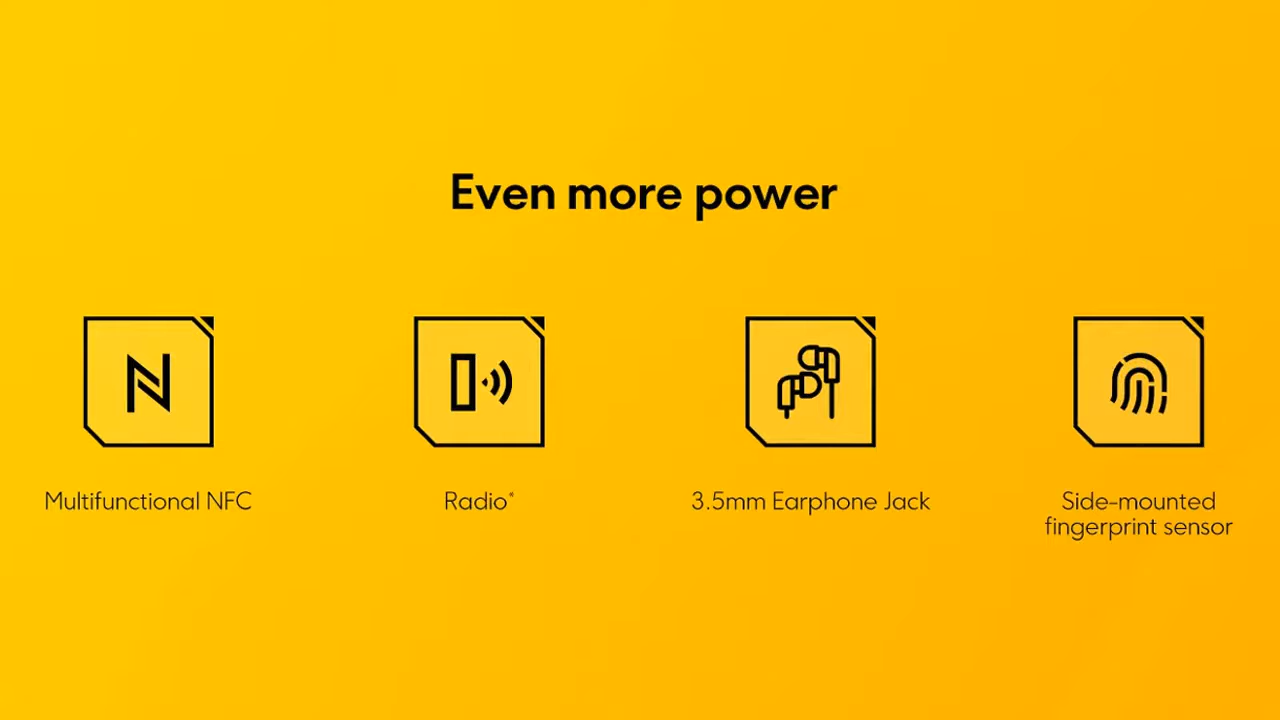 Even more power
Multifunctional NFC
Radio*
3.5mm Earphone Jack
Side-mounted
fingerprint sensor